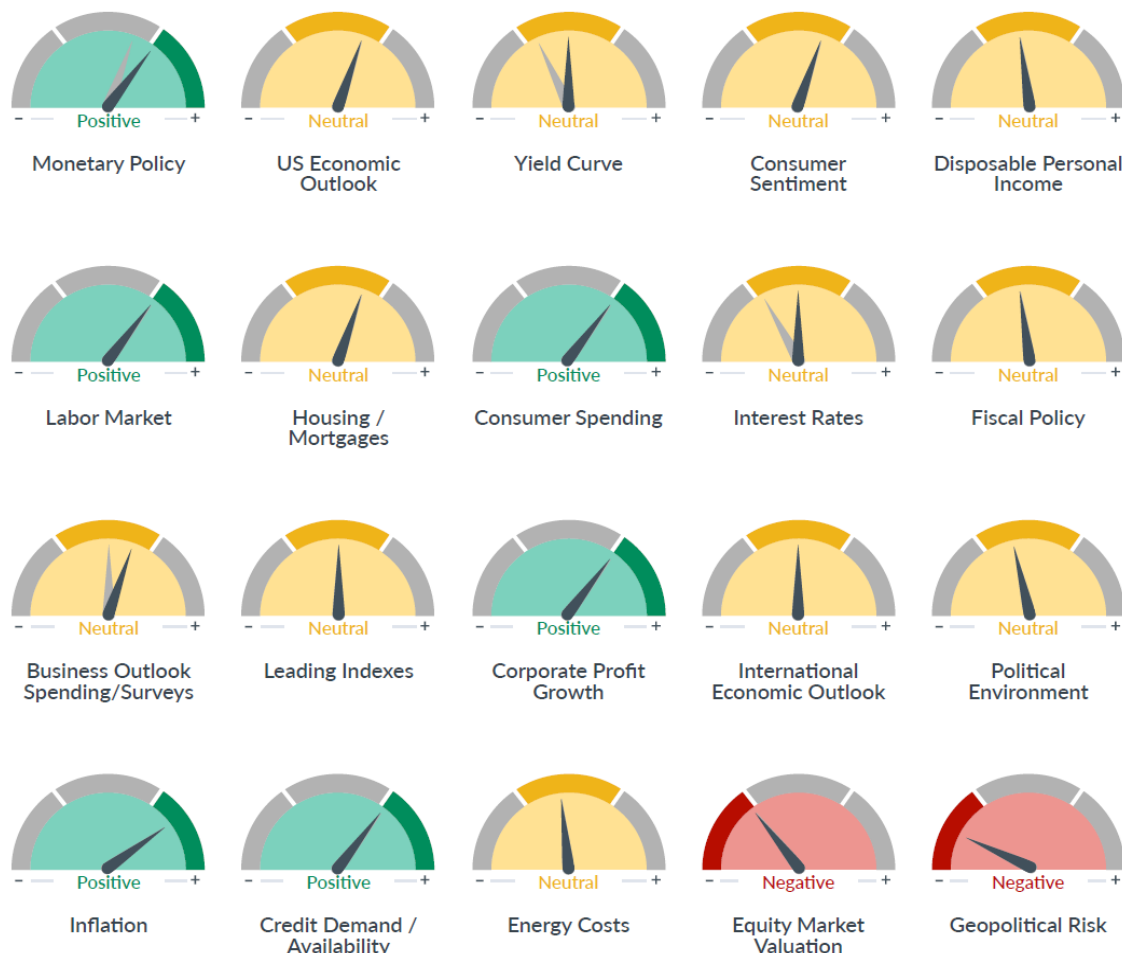 - Positive +
Monetary Policy
- Neutral +
US Economic
Outlook
- Neutral +
Yield Curve
- Neutral +
Consumer
Sentiment
- Neutral +
Disposable Personal
Income
- Positive +
Labor Market
- Neutral +
Housing /
Mortgages
- Positive +
Consumer Spending
- Neutral +
Interest Rates
- Neutral +
Fiscal Policy
- Neutral +
Business Outlook
Spending/Surveys
- Neutral +
Leading Indexes
- Positive +
Corporate Profit
Growth
- Neutral +
International
Economic Outlook
- Neutral +
Political
Environment
- Positive +
Inflation
- Positive +
Credit Demand /
Availability
- Neutral +
Energy Costs
- Negative +
Equity Market
Valuation
- Negative +
Geopolitical Risk